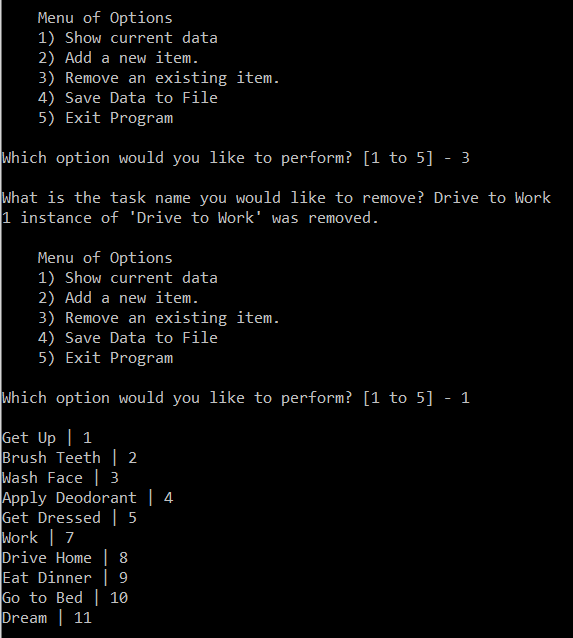 Menu of Options
1) Show current data
2) Add a new item.
3) Remove an existing item.
4) Save Data to File
5) Exit Program
Which option would you like to perform? [1 to 5] - 3
What is the task name you would like to remove? Drive to Work
1 instance of 'Drive to Work' was removed.
Menu of Options
1) Show current data
2) Add a new item.
3) Remove an existing item.
4) Save Data to File
5) Exit Program
Which option would you like to perform? [1 to 5] - 1
Get Up | 1
Brush Teeth | 2
Wash Face | 3
Apply Deodorant | 4
Get Dressed | 5
Work | 7
Drive Home | 8
Eat Dinner | 9
Go to Bed | 10
Dream | 11